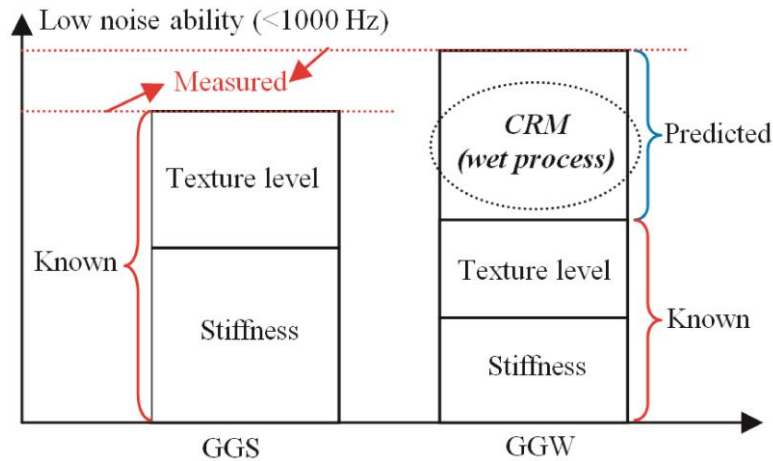 Low noise ability (<1000 Hz)
Measured
CRM
(wet process)
Predicted
Texture level
Known
Texture level
Known
Stiffness
Stiffness
GGS
GGW